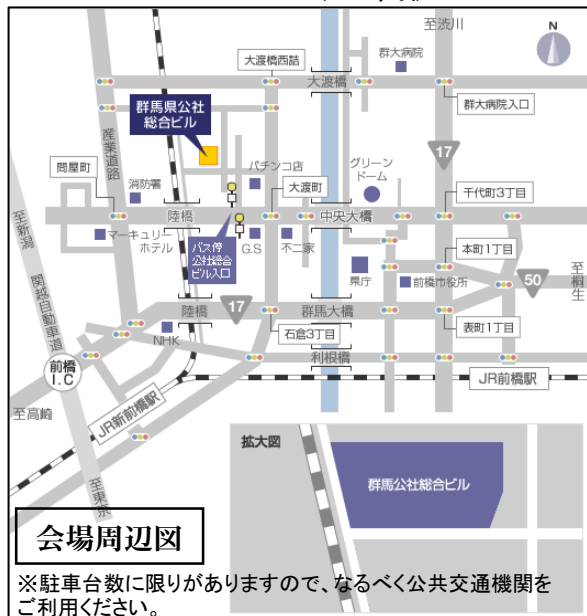 至渋川
N
大渡橋西詰
群大病院
大渡橋
群馬県公社
総合ビル
群大病院入口
産業道路
17
問屋町
消防署
パチンコ店
グリーン
ドーム
大渡町
千代町3丁目
至新潟
陸橋
中央大橋
マーキュリー
ホテル
バス停
公社総合
ビル入口
G.S
不二家
本町1丁目
県庁
前橋市役所
至桐生
50
関越自動車道
陸橋
17
群馬大橋
NHK
石倉3丁目
表町1丁目
利根橋
前橋
I.C
JR前橋駅
JR新前橋駅
至高崎
至東京
拡大図
群馬公社総合ビル
会場周辺図
※駐車台数に限りがありますので、なるべく公共交通機関を
ご利用ください。